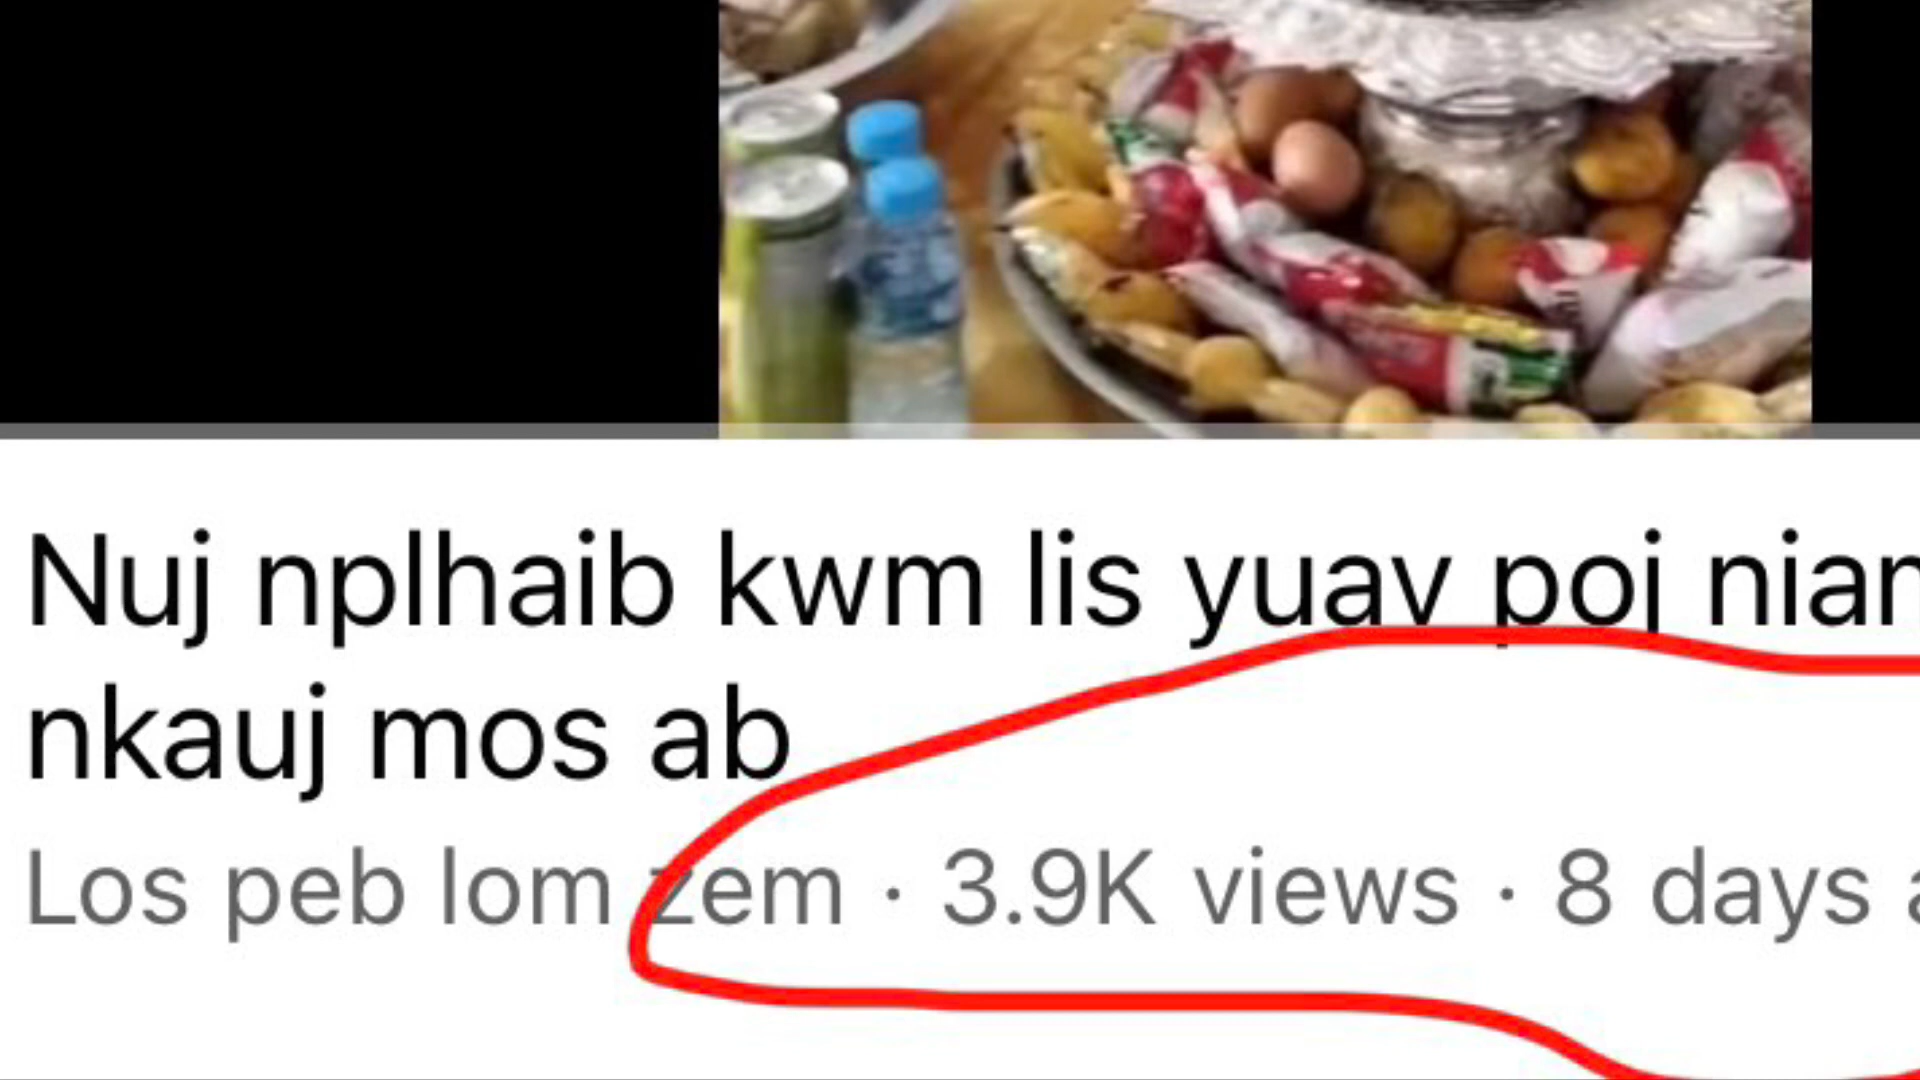 Nuj nplhaib kwm lis yuav poj
nkauj mos ab
Los peb lom zem · 3.9K views · 8 days